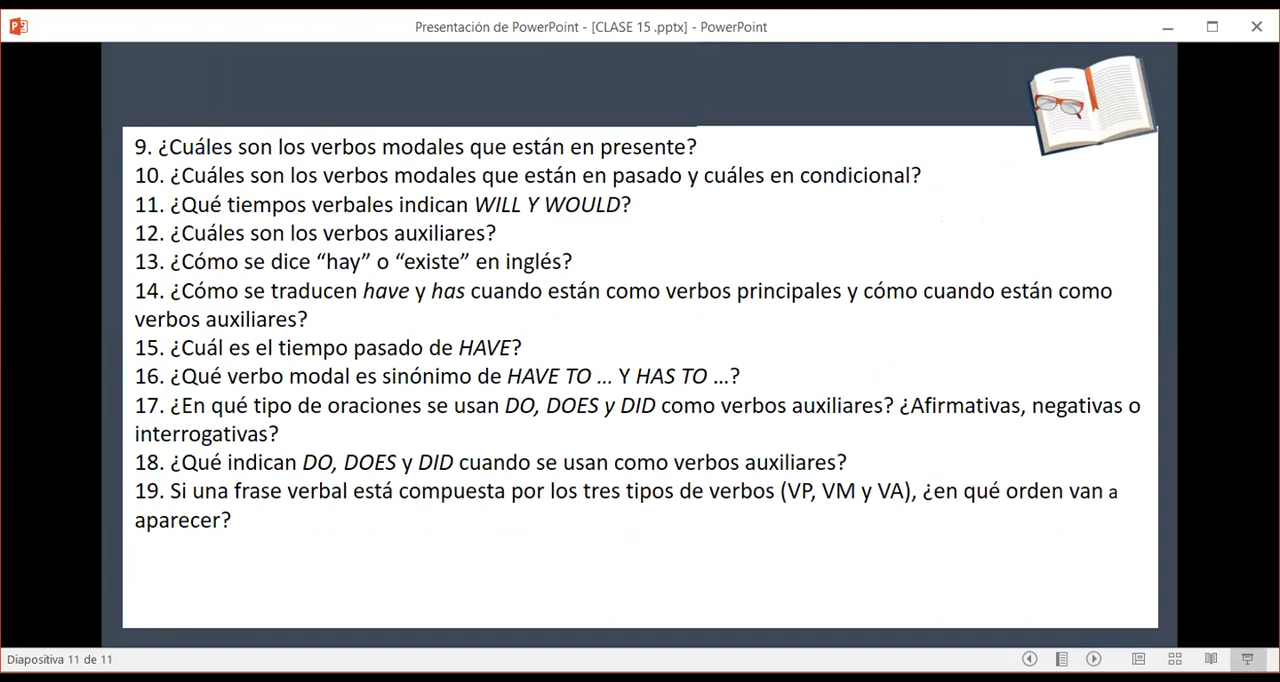 Presentación de PowerPoint - [CLASE 15 .pptx] - PowerPoint
9. ¿Cuáles son los verbos modales que están en presente?
10. ¿Cuáles son los verbos modales que están en pasado y cuáles en condicional?
11. ¿Qué tiempos verbales indican WILL Y WOULD?
12. ¿Cuáles son los verbos auxiliares?
13. ¿Cómo se dice “hay” o “existe” en inglés?
14. ¿Cómo se traducen have y has cuando están como verbos principales y cómo cuando están como
verbos auxiliares?
15. ¿Cuál es el tiempo pasado de HAVE?
16. ¿Qué verbo modal es sinónimo de HAVE TO ... Y HAS TO ...?
17. ¿En qué tipo de oraciones se usan DO, DOES y DID como verbos auxiliares? ¿Afirmativas, negativas o
interrogativas?
18. ¿Qué indican DO, DOES y DID cuando se usan como verbos auxiliares?
19. Si una frase verbal está compuesta por los tres tipos de verbos (VP, VM y VA), ¿en qué orden van a
aparecer?
Diapositiva 11 de 11